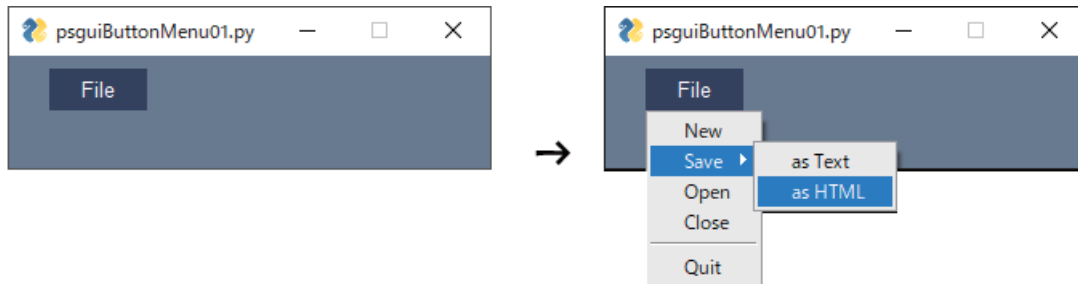 psguiButtonMenu01.py
File
→
psguiButtonMenu01.py
File
New
Save
as Text
as HTML
Open
Close
Quit